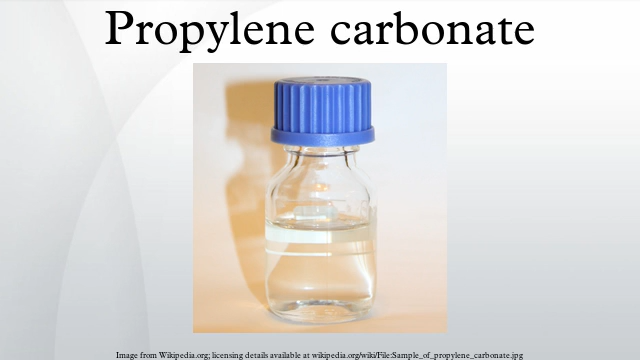 Propylene carbonate
Image from Wikipedia.org; licensing details available at wikipedia.org/wiki/File:Sample_of_propylene_carbonate.jpg